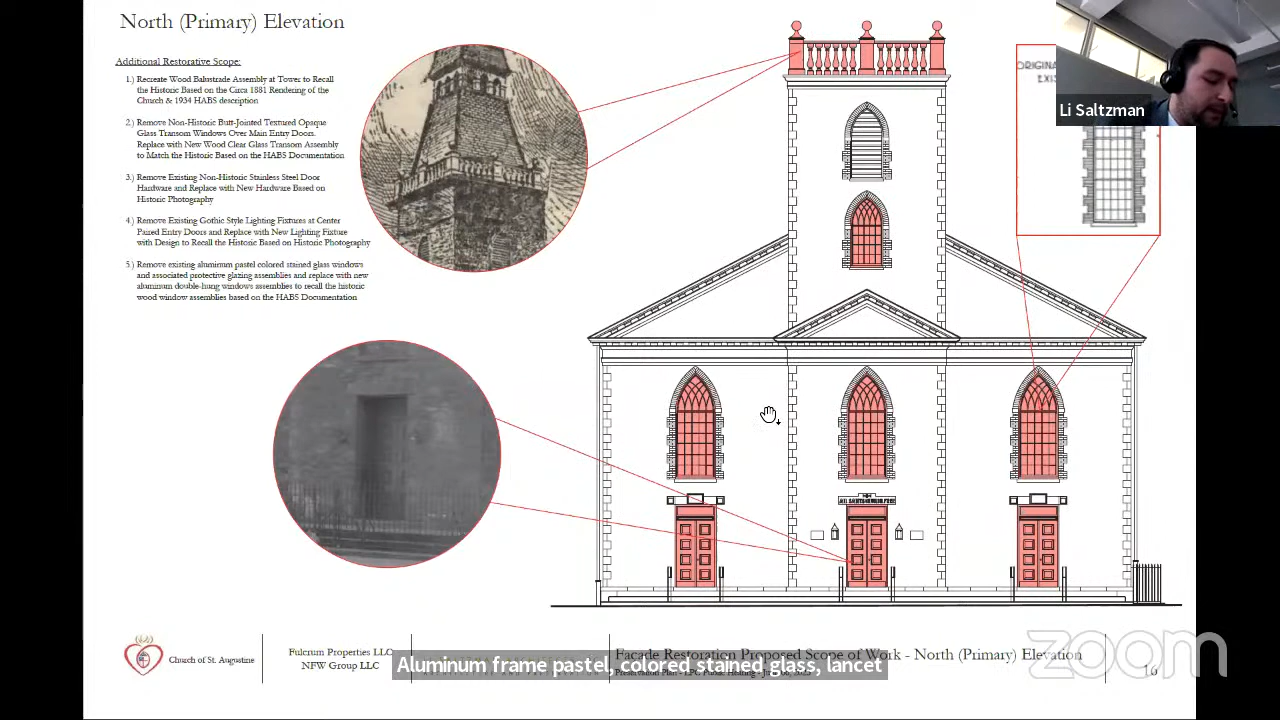 North (Primary) Elevation
Additional Restorative Scope:
1.) Recreate Wood Balustrade Assembly at Tower to Recall
the Historic Based on the Circa 1881 Rendering of the
Church & 1934 HABS description
2.) Remove Non-Historic Butt-Jointed Textured Opaque
Glass Transom Windows Over Main Entry Doors.
Replace with New Wood Clear Glass Transom Assembly
to Match the Historic Based on the HABS Documentation
3.) Remove Existing Non-Historic Stainless Steel Door
Hardware and Replace with New Hardware Based on
Historic Photography
4.) Remove Existing Gothic Style Lighting Fixtures at Center
Paired Entry Doors and Replace with New Lighting Fixture
with Design to Recall the Historic Based on Historic Photography
5.) Remove existing aluminum pastel colored stained glass windows
and associated protective glazing assemblies and replace with new
aluminum double-hung windows assemblies to recall the historic
wood window assemblies based on the HABS Documentation
Li Saltzman
Church of St. Augustine
Fulcrum Properties LLC
NFW Group LLC
Facade Restoration Proposed Scope of Work - North (Primary) Elevation
Preservation Plan - LPC Public Hearing -
16
Aluminum frame pastel, colored stained glass, lancet
zoom